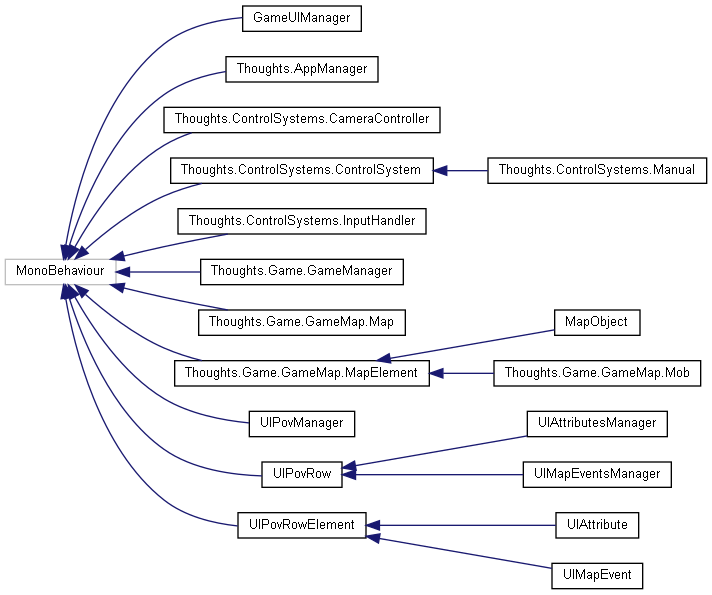 GameUIManager
Thoughts.AppManager
Thoughts.ControlSystems.CameraController
Thoughts.ControlSystems.ControlSystem
Thoughts.ControlSystems.Manual
Thoughts.ControlSystems.InputHandler
MonoBehaviour
Thoughts.Game.GameManager
Thoughts.Game.GameMap.Map
MapObject
Thoughts.Game.GameMap.MapElement
Thoughts.Game.GameMap.Mob
UIPovManager
UIAttributesManager
UIPovRow
UIMapEventsManager
UIPovRowElement
UIAttribute
UIMapEvent